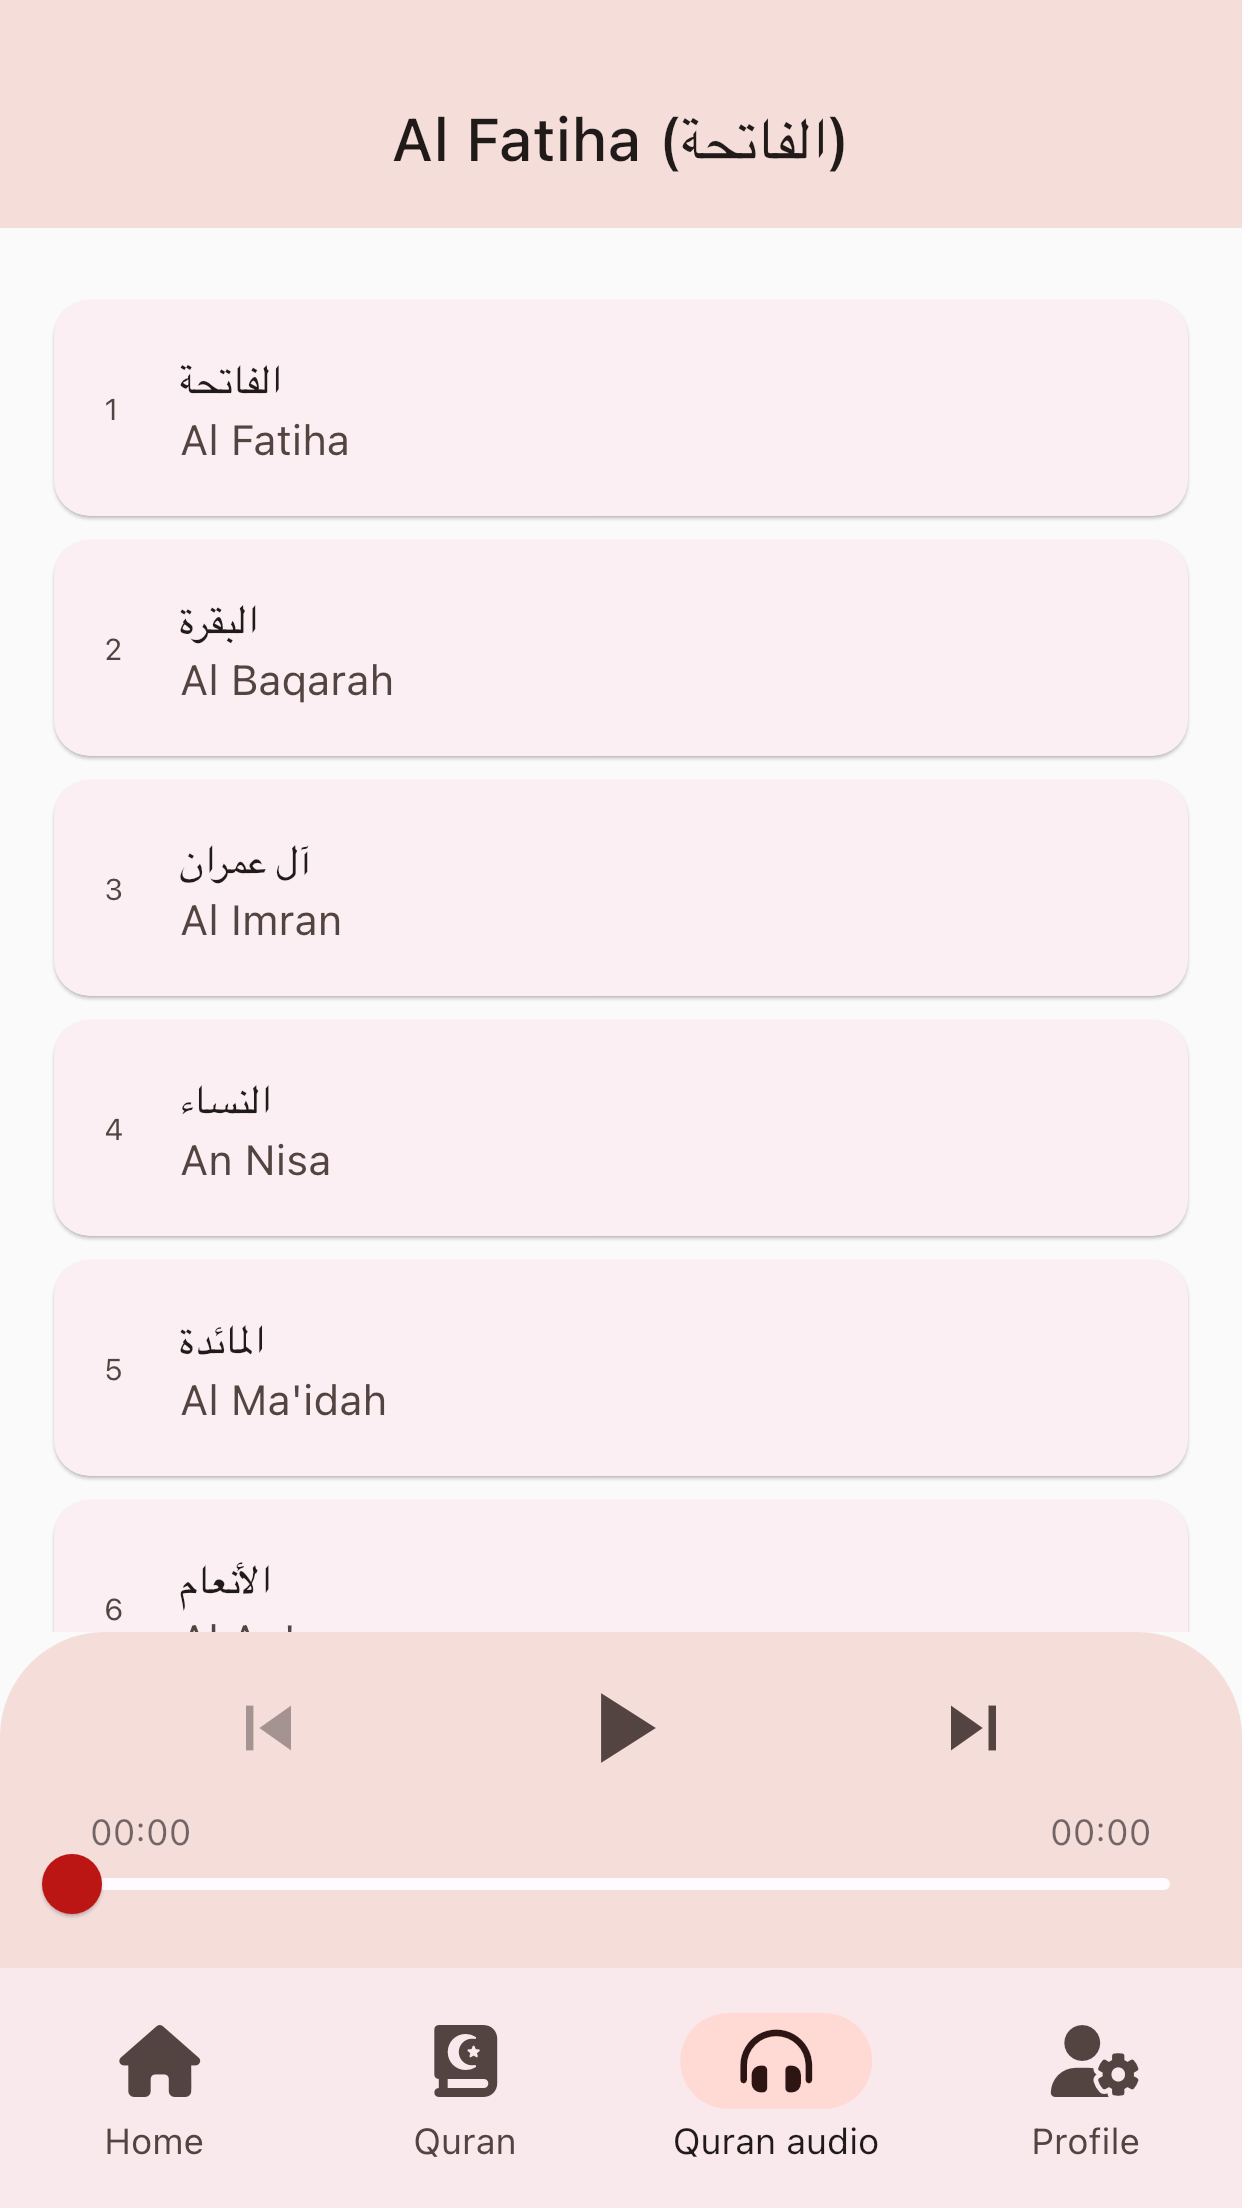 Al Fatiha (الفاتحة)
1
الفاتحة
Al Fatiha
2
البقرة
Al Baqarah
3
آل عمران
Al Imran
4
النساء
An Nisa
5
المائدة
Al Ma'idah
6
الأنعام
00:00
00:00
Home
Quran
Quran audio
Profile